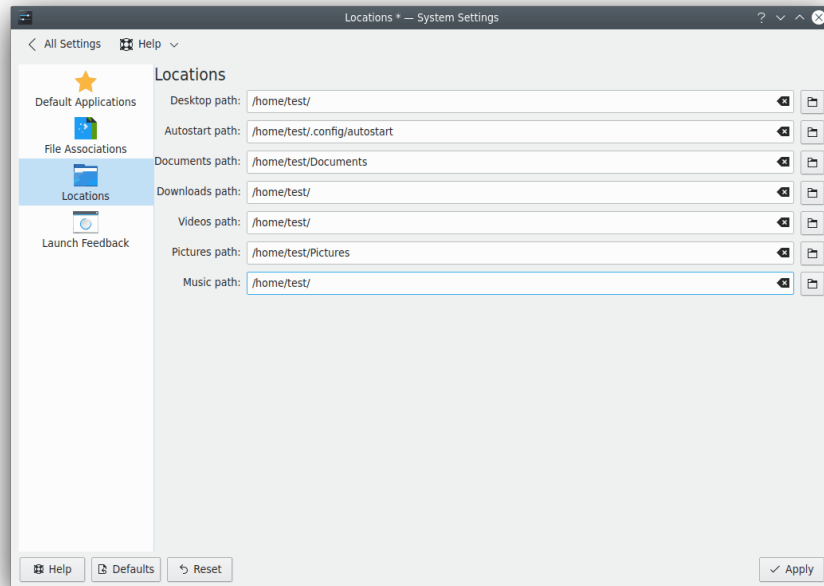 Locations * — System Settings
All Settings Help
Locations
Default Applications
File Associations
Locations
Launch Feedback
Desktop path: /home/test/
Autostart path: /home/test/.config/autostart
Documents path: /home/test/Documents
Downloads path: /home/test/
Videos path: /home/test/
Pictures path: /home/test/Pictures
Music path: /home/test/
Help Defaults Reset Apply